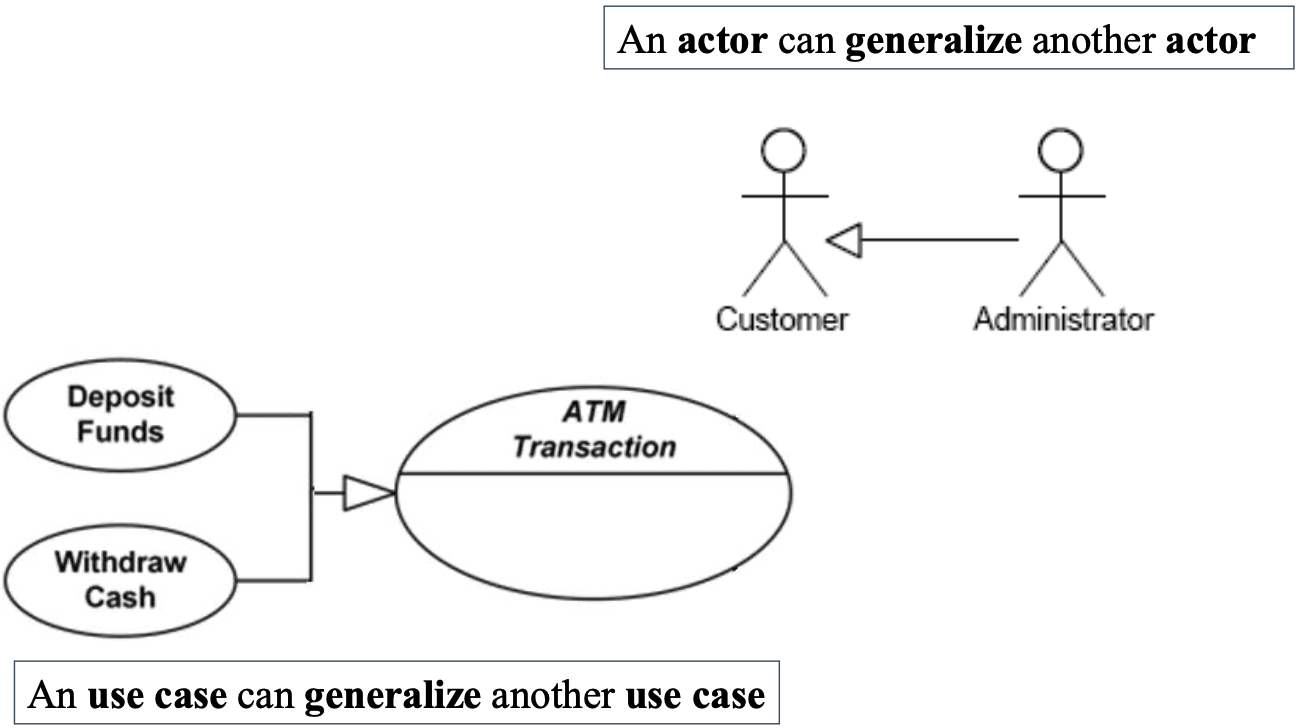 An actor can generalize another actor
Customer
Administrator
Deposit
Funds
ATM
Transaction
Withdraw
Cash
An use case can generalize another use case